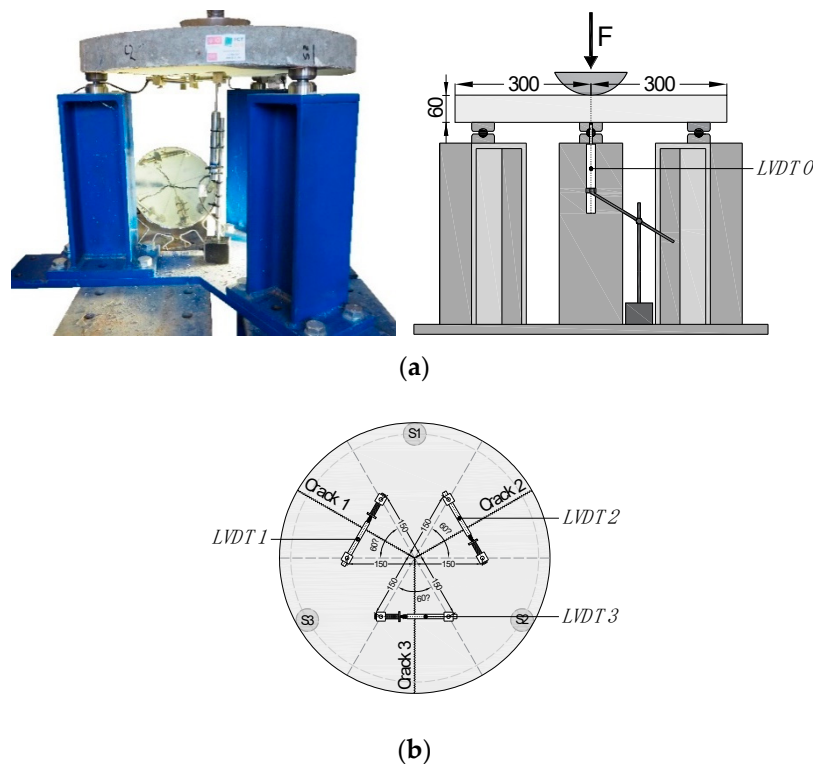 F
300 300
60
LVDT 0
(a)
S1
Crack 1
Crack 2
LVDT 2
LVDT 1
150
150
60?
60?
150
150
150
150
60?
LVDT 3
S3
S2
Crack 3
(b)